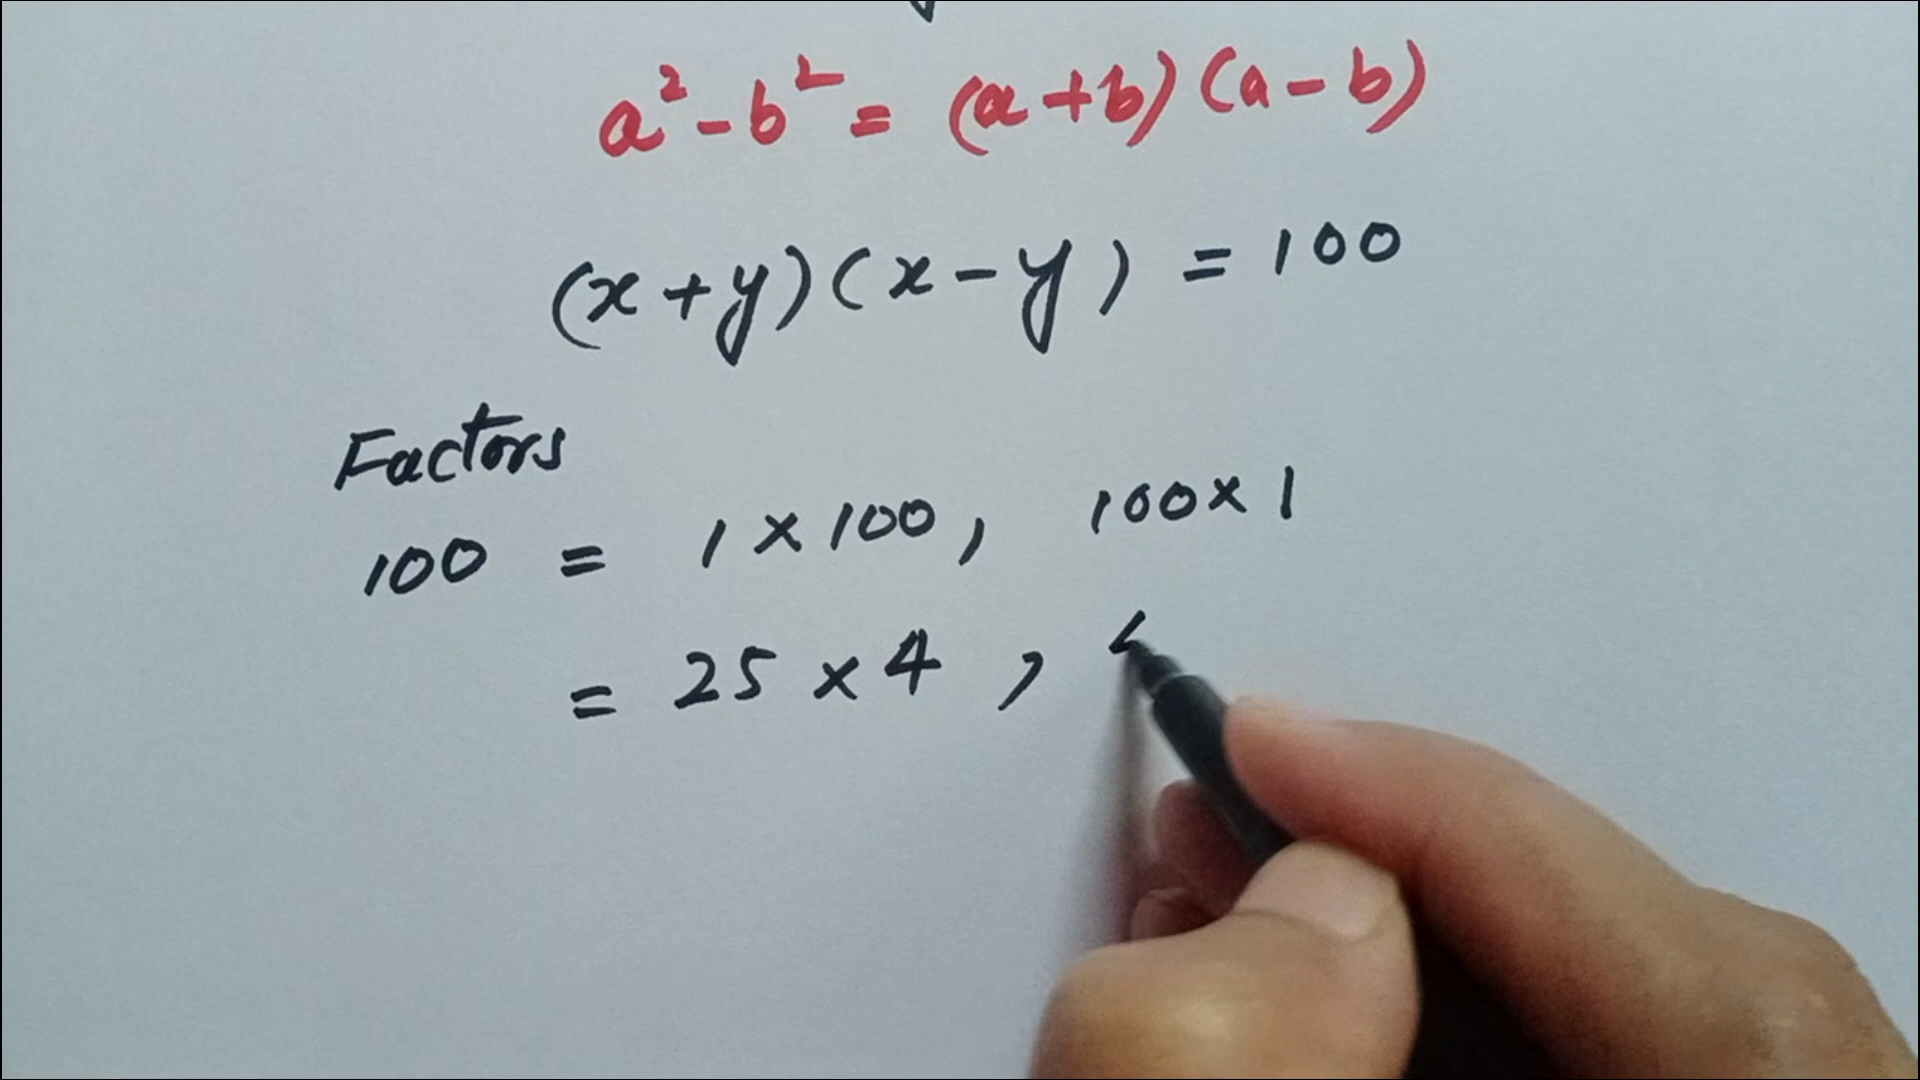 a² - b² = (a + b) (a - b)
(x + y) (x - y) = 100
Factors
100 = 1 × 100, 100 × 1
= 25 × 4 ,